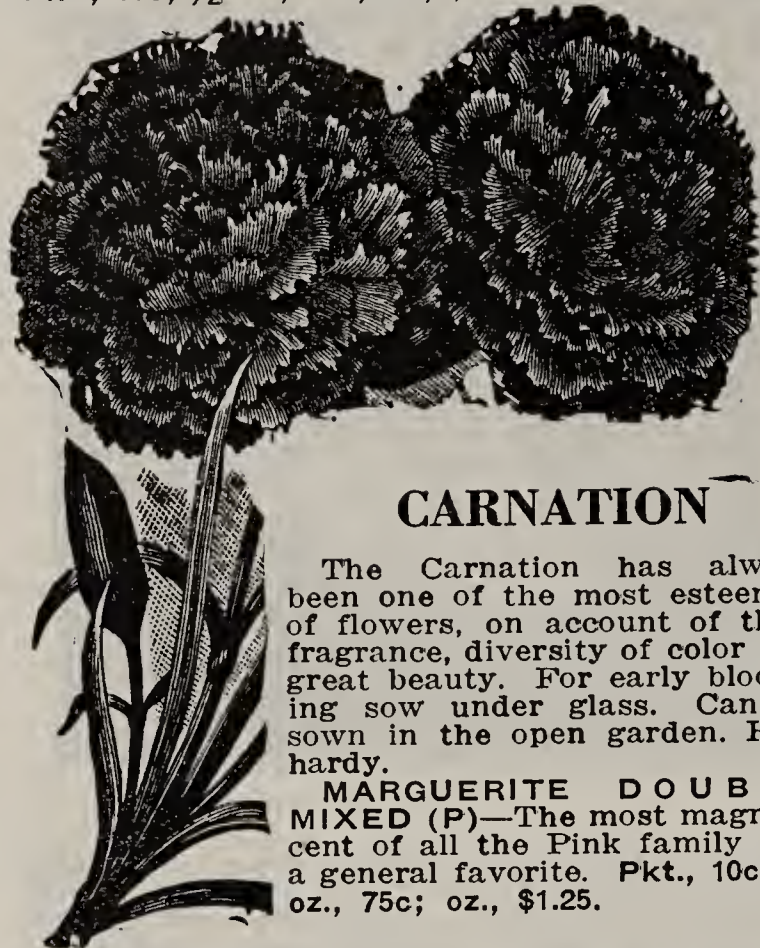 CARNATION
The Carnation has alw
been one of the most esteem
of flowers, on account of th
fragrance, diversity of color
great beauty. For early bloo
ing sow under glass. Can
sown in the open garden. H
hardy.
MARGUERITE DOUB
MIXED (P)—The most magn
cent of all the Pink family
a general favorite. Pkt., 10c
oz., 75c; oz., $1.25.